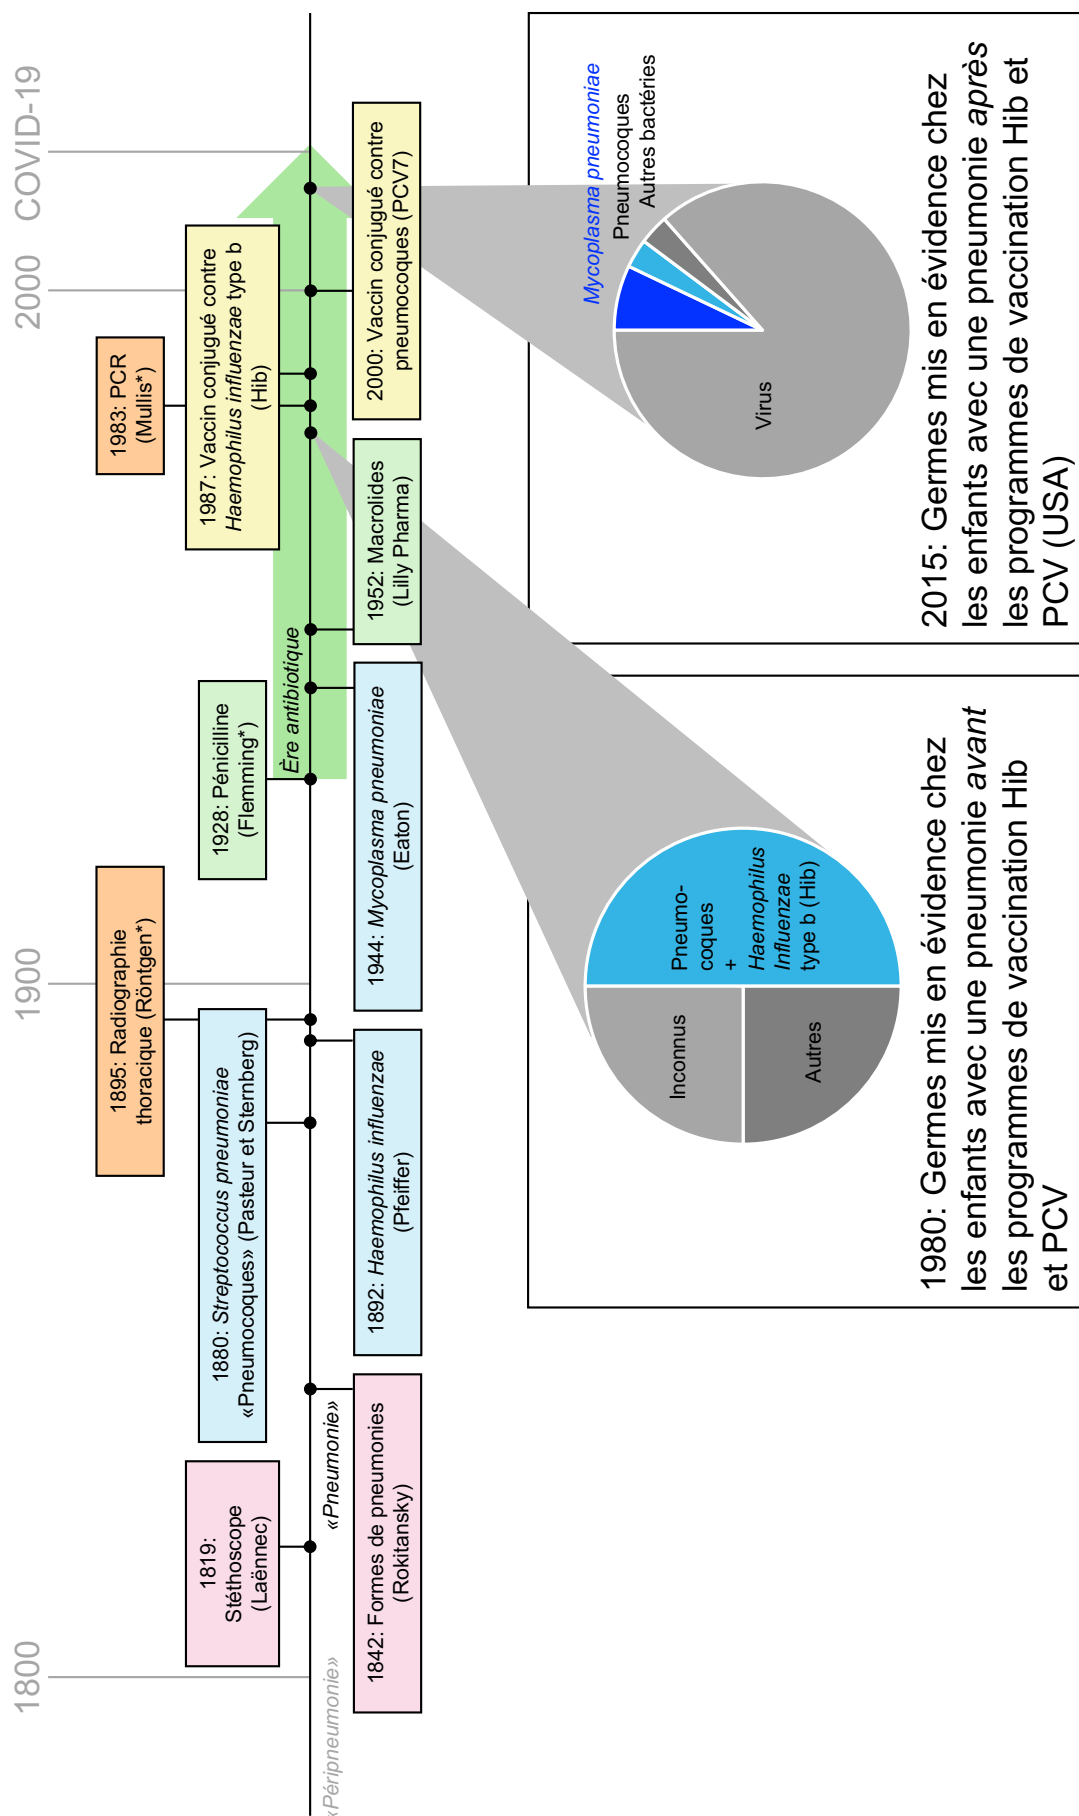 1800
1900
2000
COVID-19
1895: Radiographie
thoracique (Röntgen*)
1983: PCR
(Mullis*)
1819:
Stéthoscope
(Laënnec)
1880: Streptococcus pneumoniae
«Pneumocoques» (Pasteur et Sternberg)
1928: Pénicilline
(Flemming*)
1987: Vaccin conjugué contre
Haemophilus influenzae type b
(Hib)
Ère antibiotique
«Péripneumonie»
«Pneumonie»
1842: Formes de pneumonies
(Rokitansky)
1892: Haemophilus influenzae
(Pfeiffer)
1944: Mycoplasma pneumoniae
(Eaton)
1952: Macrolides
(Lilly Pharma)
2000: Vaccin conjugué contre
pneumocoques (PCV7)
Inconnus
Autres
Pneumo-
coques
+
Haemophilus
Influenzae
type b (Hib)
1980: Germes mis en évidence chez
les enfants avec une pneumonie avant
les programmes de vaccination Hib
et PCV
Mycoplasma pneumoniae
Pneumocoques
Autres bactéries
Virus
2015: Germes mis en évidence chez
les enfants avec une pneumonie après
les programmes de vaccination Hib et
PCV (USA)